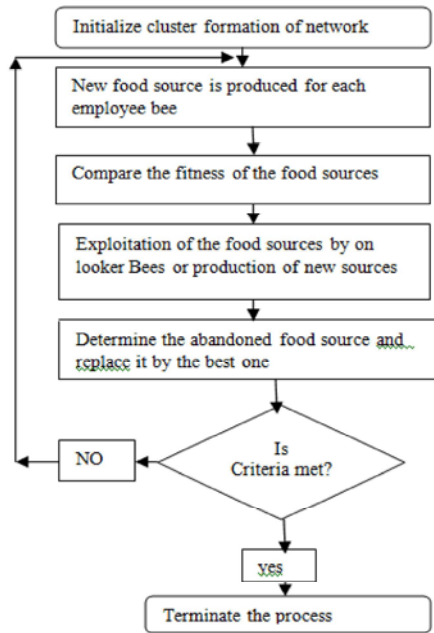 Initialize cluster formation of network
New food source is produced for each
employee bee
Compare the fitness of the food sources
Exploitation of the food sources by on
looker Bees or production of new sources
Determine the abandoned food source and
replace it by the best one
Is
Criteria met?
NO
yes
Terminate the process